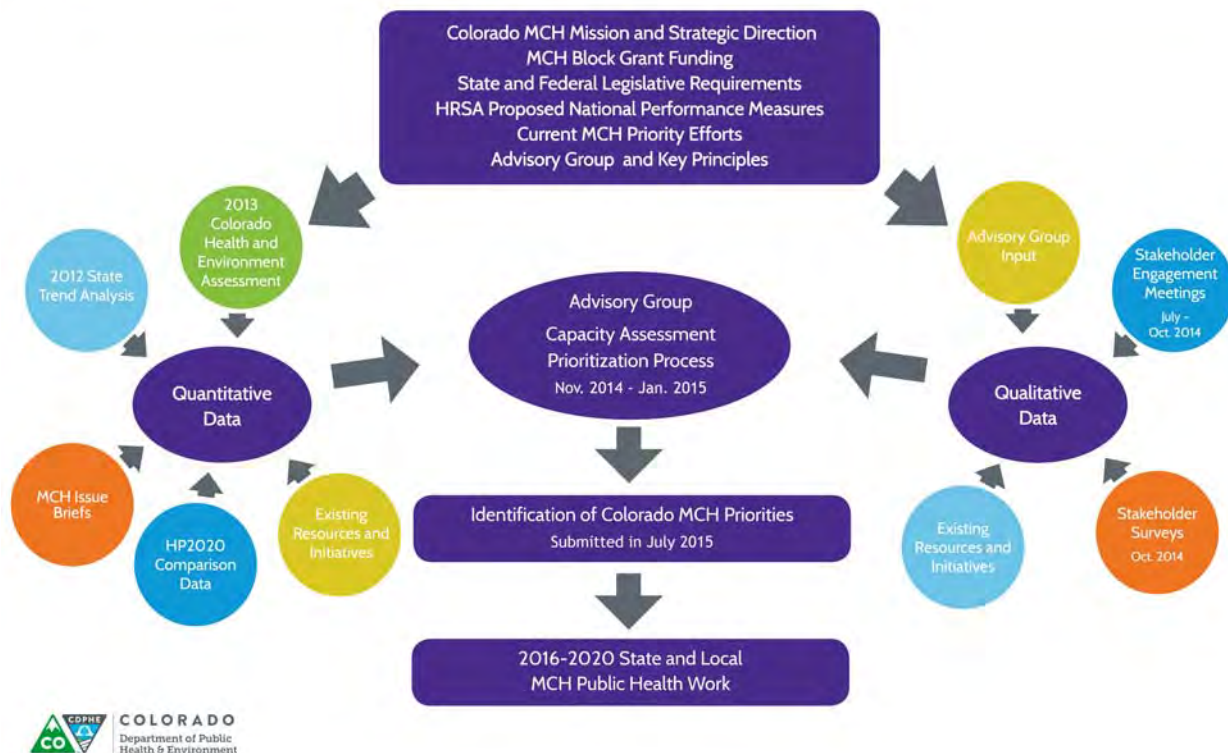 Colorado MCH Mission and Strategic Direction
MCH Block Grant Funding
State and Federal Legislative Requirements
HRSA Proposed National Performance Measures
Current MCH Priority Efforts
Advisory Group and Key Principles
2013
Colorado
Health and
Environment
Assessment
2012 State
Trend Analysis
Quantitative
Data
MCH Issue
Briefs
HP2020
Comparison
Data
Existing
Resources and
Initiatives
Advisory Group
Capacity Assessment
Prioritization Process
Nov. 2014 - Jan. 2015
Advisory Group
Input
Stakeholder
Engagement
Meetings
July -
Oct. 2014
Qualitative
Data
Existing
Resources and
Initiatives
Stakeholder
Surveys
Oct. 2014
Identification of Colorado MCH Priorities
Submitted in July 2015
2016-2020 State and Local
MCH Public Health Work
CO
CDPHE
COLORADO
Department of Public
Health & Environment